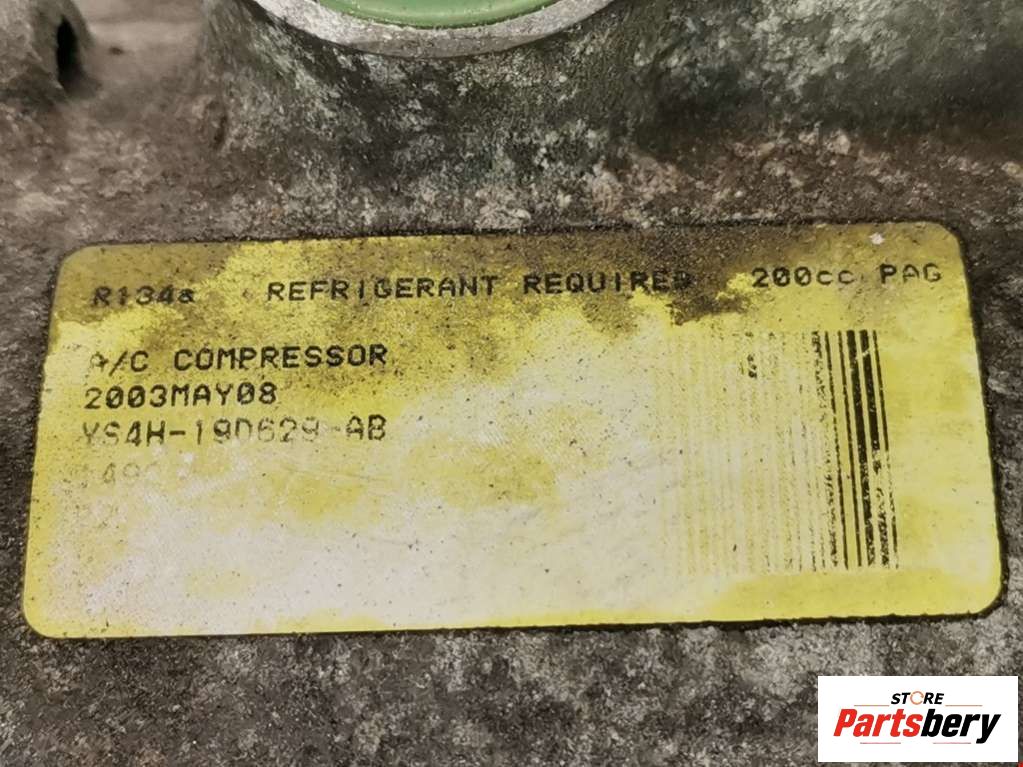 R134a REFRIGERANT REQUIRED 200cc PAG
A/C COMPRESSOR
2003MAY08
YS4H-19D629-AB
STORE
Partsbery